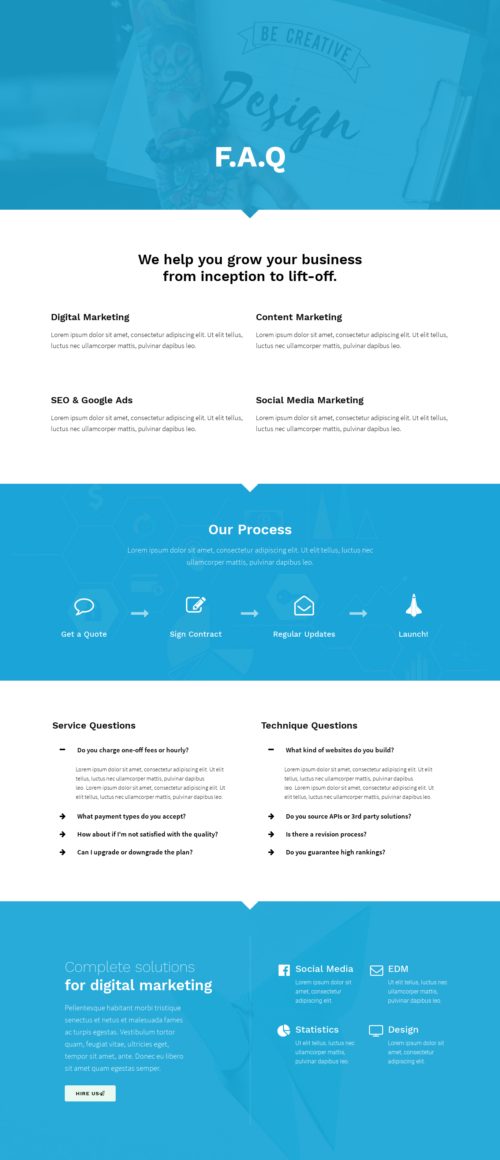 BE CREATIVE
Design
F.A.Q
We help you grow your business
from inception to lift-off.
Digital Marketing
Lorem ipsum dolor sit amet, consectetur adipiscing elit. Ut elit tellus,
luctus nec ullamcorper mattis, pulvinar dapibus leo.
Content Marketing
Lorem ipsum dolor sit amet, consectetur adipiscing elit. Ut elit tellus,
luctus nec ullamcorper mattis, pulvinar dapibus leo.
SEO & Google Ads
Lorem ipsum dolor sit amet, consectetur adipiscing elit. Ut elit tellus,
luctus nec ullamcorper mattis, pulvinar dapibus leo.
Social Media Marketing
Lorem ipsum dolor sit amet, consectetur adipiscing elit. Ut elit tellus,
luctus nec ullamcorper mattis, pulvinar dapibus leo.
Our Process
Lorem ipsum dolor sit amet, consectetur adipiscing elit. Ut elit tellus, luctus nec
ullamcorper mattis, pulvinar dapibus leo.
Get a Quote
Sign Contract
Regular Updates
Launch!
Service Questions
Do you charge one-off fees or hourly?
Lorem ipsum dolor sit amet, consectetur adipiscing elit. Ut elit
tellus, luctus nec ullamcorper mattis, pulvinar dapibus
leo. Lorem ipsum dolor sit amet, consectetur adipiscing elit. Ut
elit tellus, luctus nec ullamcorper mattis, pulvinar dapibus leo.
What payment types do you accept?
How about if I'm not satisfied with the quality?
Can I upgrade or downgrade the plan?
Technique Questions
What kind of websites do you build?
Lorem ipsum dolor sit amet, consectetur adipiscing elit. Ut elit
tellus, luctus nec ullamcorper mattis, pulvinar dapibus
leo. Lorem ipsum dolor sit amet, consectetur adipiscing elit. Ut
elit tellus, luctus nec ullamcorper mattis, pulvinar dapibus leo.
Do you source APIs or 3rd party solutions?
Is there a revision process?
Do you guarantee high rankings?
Complete solutions
for digital marketing
Pellentesque habitant morbi tristique
senectus et netus et malesuada fames
ac turpis egestas. Vestibulum tortor
quam, feugiat vitae, ultricies eget,
tempor sit amet, ante. Donec eu libero
sit amet quam egestas semper.
HIRE US
Social Media
Lorem ipsum dolor sit
amet, consectetur
adipiscing elit.
EDM
Ut elit tellus, luctus nec
ullamcorper mattis,
pulvinar dapibus leo.
Statistics
Ut elit tellus, luctus nec
ullamcorper mattis,
pulvinar dapibus leo.
Design
Lorem ipsum dolor sit
amet, consectetur
adipiscing elit.